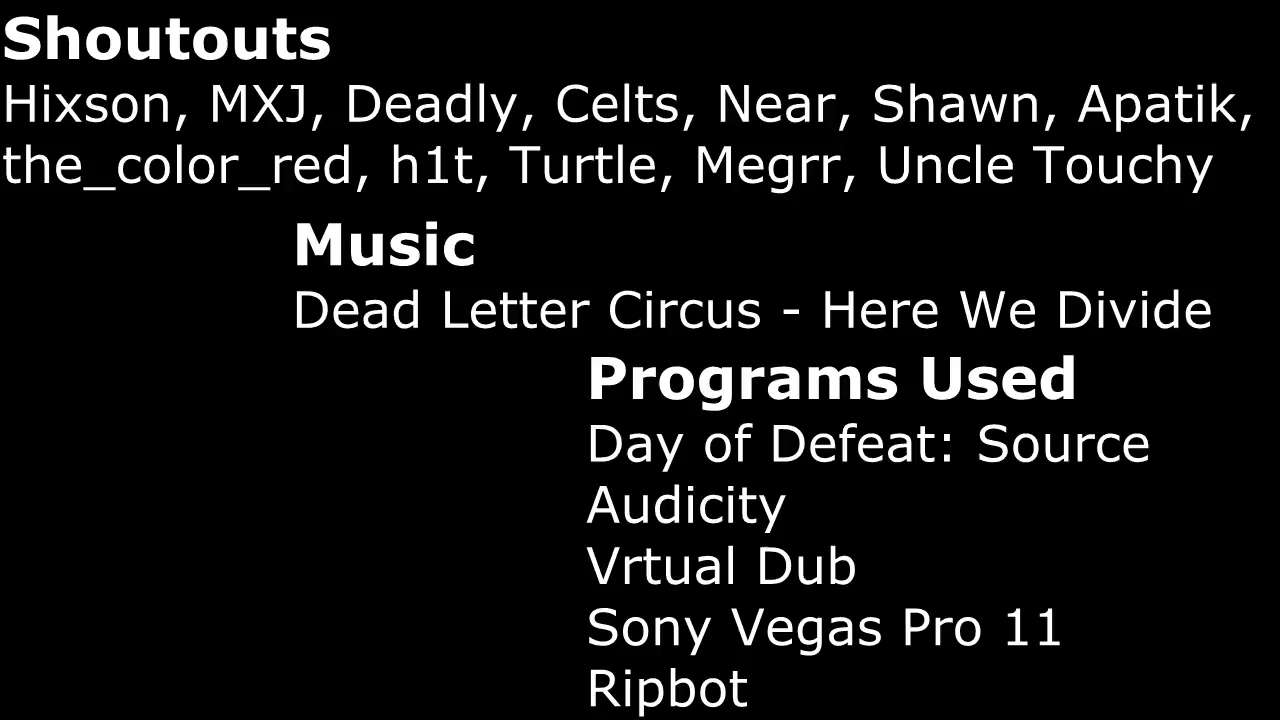 Shoutouts
Hixson, MXJ, Deadly, Celts, Near, Shawn, Apatik,
the_color_red, h1t, Turtle, Megrr, Uncle Touchy
Music
Dead Letter Circus - Here We Divide
Programs Used
Day of Defeat: Source
Audicity
Vrtual Dub
Sony Vegas Pro 11
Ripbot